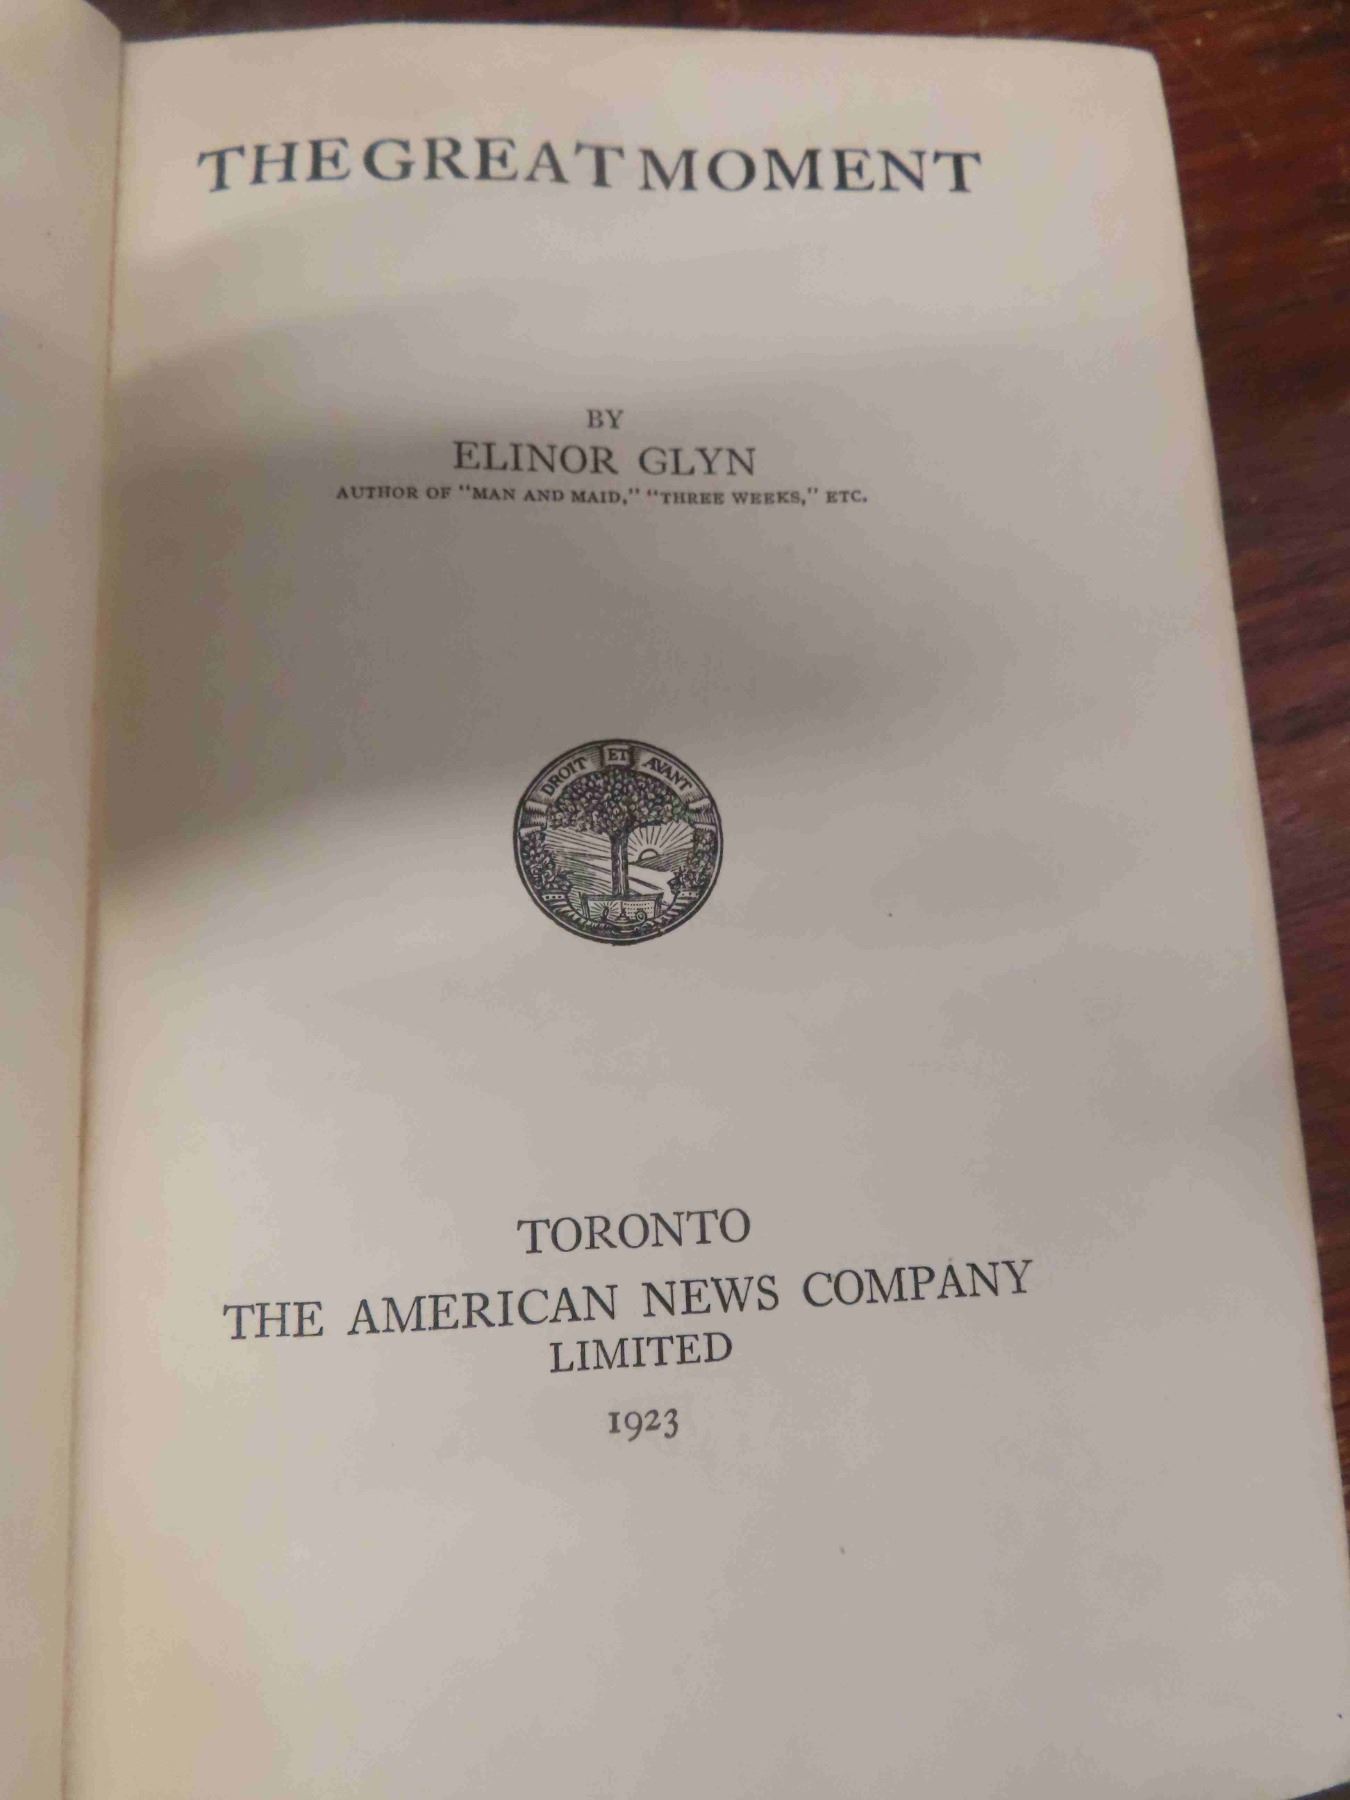 THE GREAT MOMENT
BY
ELINOR GLYN
AUTHOR OF "MAN AND MAID," "THREE WEEKS," ETC.
DROIT ET AVANT
TORONTO
THE AMERICAN NEWS COMPANY
LIMITED
1923